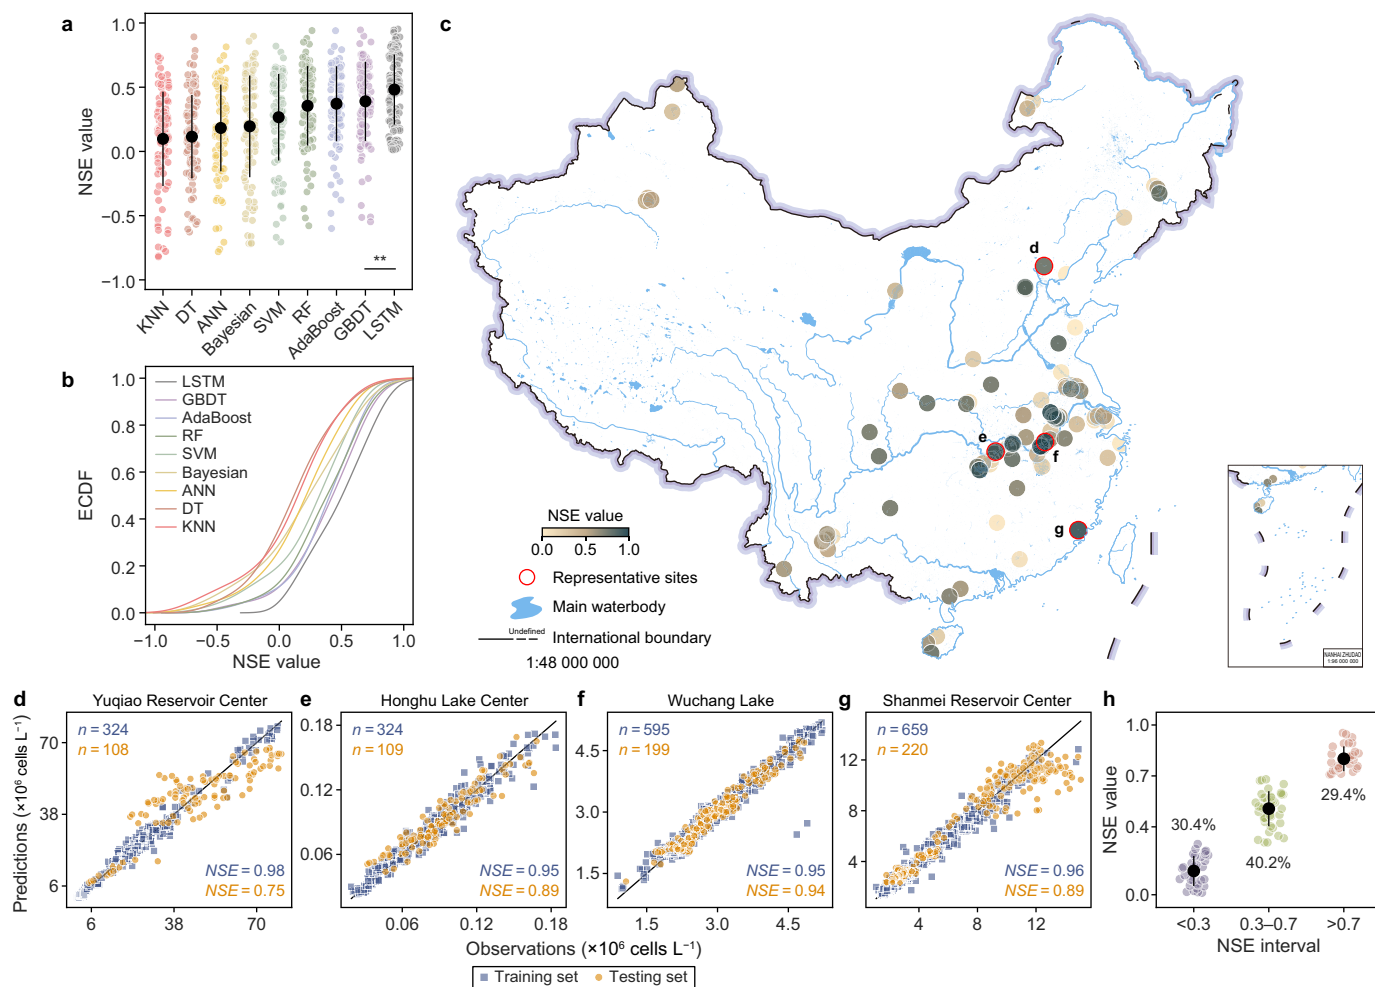 a
1.0
0.5
0.0
−0.5
−1.0
NSE value
**
KNN
DT
ANN
Bayesian
SVM
RF
AdaBoost
GBDT
LSTM
b
1.0
0.8
0.6
0.4
0.2
0.0
ECDF
LSTM
GBDT
AdaBoost
RF
SVM
Bayesian
ANN
DT
KNN
−1.0 −0.5 0.0 0.5 1.0
NSE value
c
d
e
f
g
NSE value
0.0 0.5 1.0
Representative sites
Main waterbody
Undefined
International boundary
1:48 000 000
NANHAI ZHUDAO
1:96 000 000
d
Yuqiao Reservoir Center
n = 324
n = 108
NSE = 0.98
NSE = 0.75
70
38
6
6 38 70
Predictions (×10⁶ cells L⁻¹)
e
Honghu Lake Center
n = 324
n = 109
NSE = 0.95
NSE = 0.89
0.18
0.12
0.06
0.06 0.12 0.18
f
Wuchang Lake
n = 595
n = 199
NSE = 0.95
NSE = 0.94
4.5
3.0
1.5
1.5 3.0 4.5
g
Shanmei Reservoir Center
n = 659
n = 220
NSE = 0.96
NSE = 0.89
12
8
4
4 8 12
Observations (×10⁶ cells L⁻¹)
Training set Testing set
h
1.0
0.7
0.4
0.0
NSE value
30.4%
40.2%
29.4%
<0.3 0.3–0.7 >0.7
NSE interval